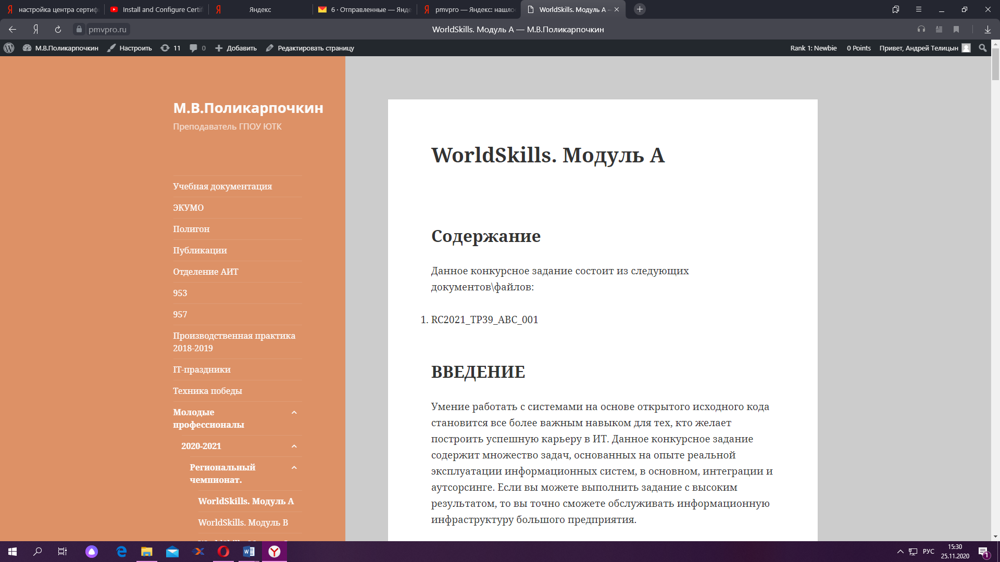 настройка центра сертиф
Install and Configure Certif
Яндекс
6 · Отправленные — Янде
pmvpro — Яндекс: нашлос
WorldSkills. Модуль А –
pmvpro.ru
WorldSkills. Модуль А — М.В.Поликарпочкин
М.В.Поликарпочкин
Настроить
11
0
Добавить
Редактировать страницу
Rank 1: Newbie
0 Points
Привет, Андрей Телицын
М.В.Поликарпочкин
Преподаватель ГПОУ ЮТК
Учебная документация
ЭКУМО
Полигон
Публикации
Отделение АИТ
953
957
Производственная практика
2018-2019
IT-праздники
Техника победы
Молодые
профессионалы
2020-2021
Региональный
чемпионат.
WorldSkills. Модуль А
WorldSkills. Модуль В
WorldSkills. Модуль А
Содержание
Данное конкурсное задание состоит из следующих
документов\файлов:
1. RC2021_TP39_ABC_001
ВВЕДЕНИЕ
Умение работать с системами на основе открытого исходного кода
становится все более важным навыком для тех, кто желает
построить успешную карьеру в ИТ. Данное конкурсное задание
содержит множество задач, основанных на опыте реальной
эксплуатации информационных систем, в основном, интеграции и
аутсорсинге. Если вы можете выполнить задание с высоким
результатом, то вы точно сможете обслуживать информационную
инфраструктуру большого предприятия.
РУС
15:30
25.11.2020
1